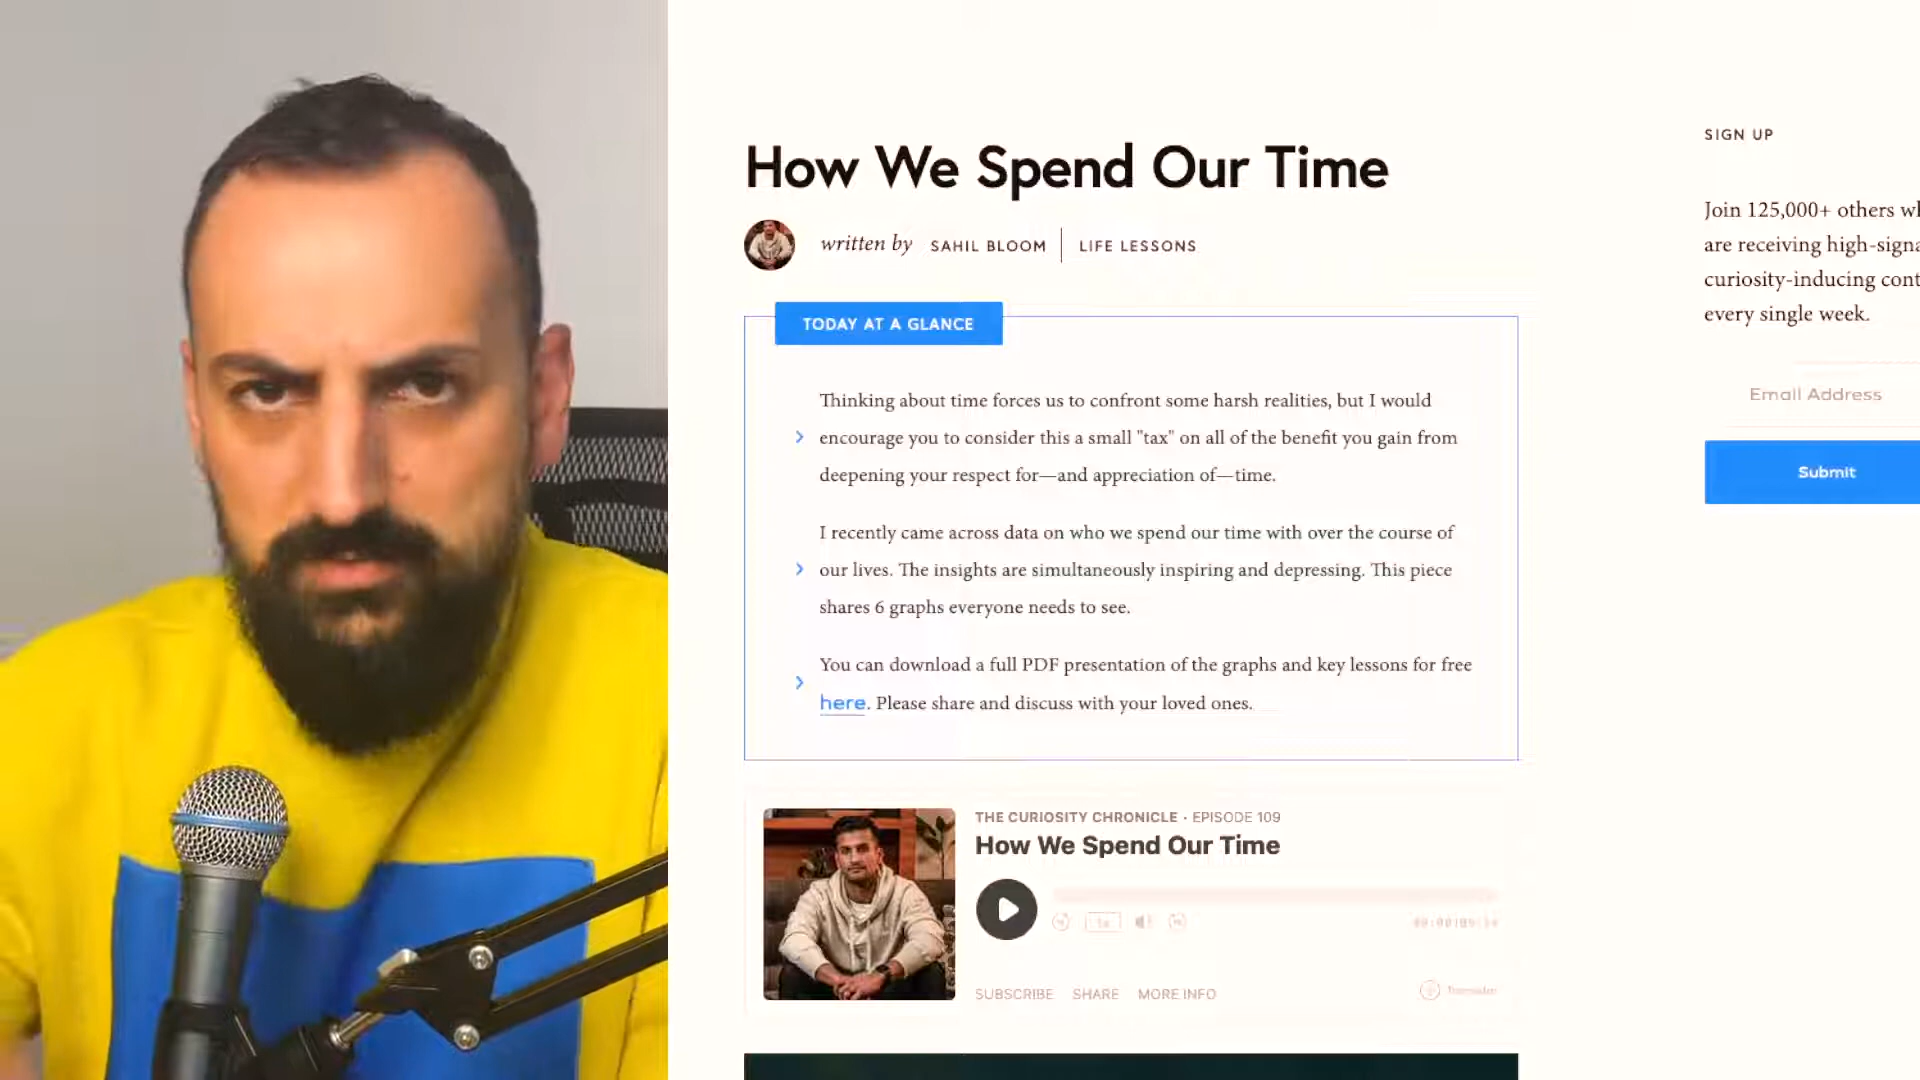 How We Spend Our Time
written by SAHIL BLOOM LIFE LESSONS
TODAY AT A GLANCE
Thinking about time forces us to confront some harsh realities, but I would
encourage you to consider this a small "tax" on all of the benefit you gain from
deepening your respect for—and appreciation of—time.
I recently came across data on who we spend our time with over the course of
our lives. The insights are simultaneously inspiring and depressing. This piece
shares 6 graphs everyone needs to see.
You can download a full PDF presentation of the graphs and key lessons for free
here. Please share and discuss with your loved ones.
THE CURIOSITY CHRONICLE • EPISODE 109
How We Spend Our Time
1x
SUBSCRIBE SHARE MORE INFO
SIGN UP
Join 125,000+ others wh
are receiving high-signa
curiosity-inducing cont
every single week.
Email Address
Submit